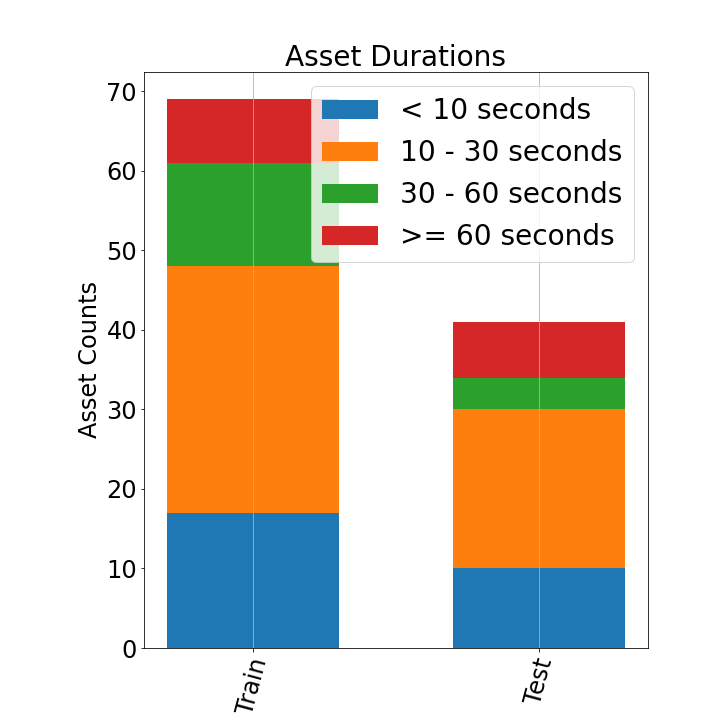 Asset Durations
70
60
50
40
30
20
10
0
Asset Counts
< 10 seconds
10 - 30 seconds
30 - 60 seconds
>= 60 seconds
Train
Test